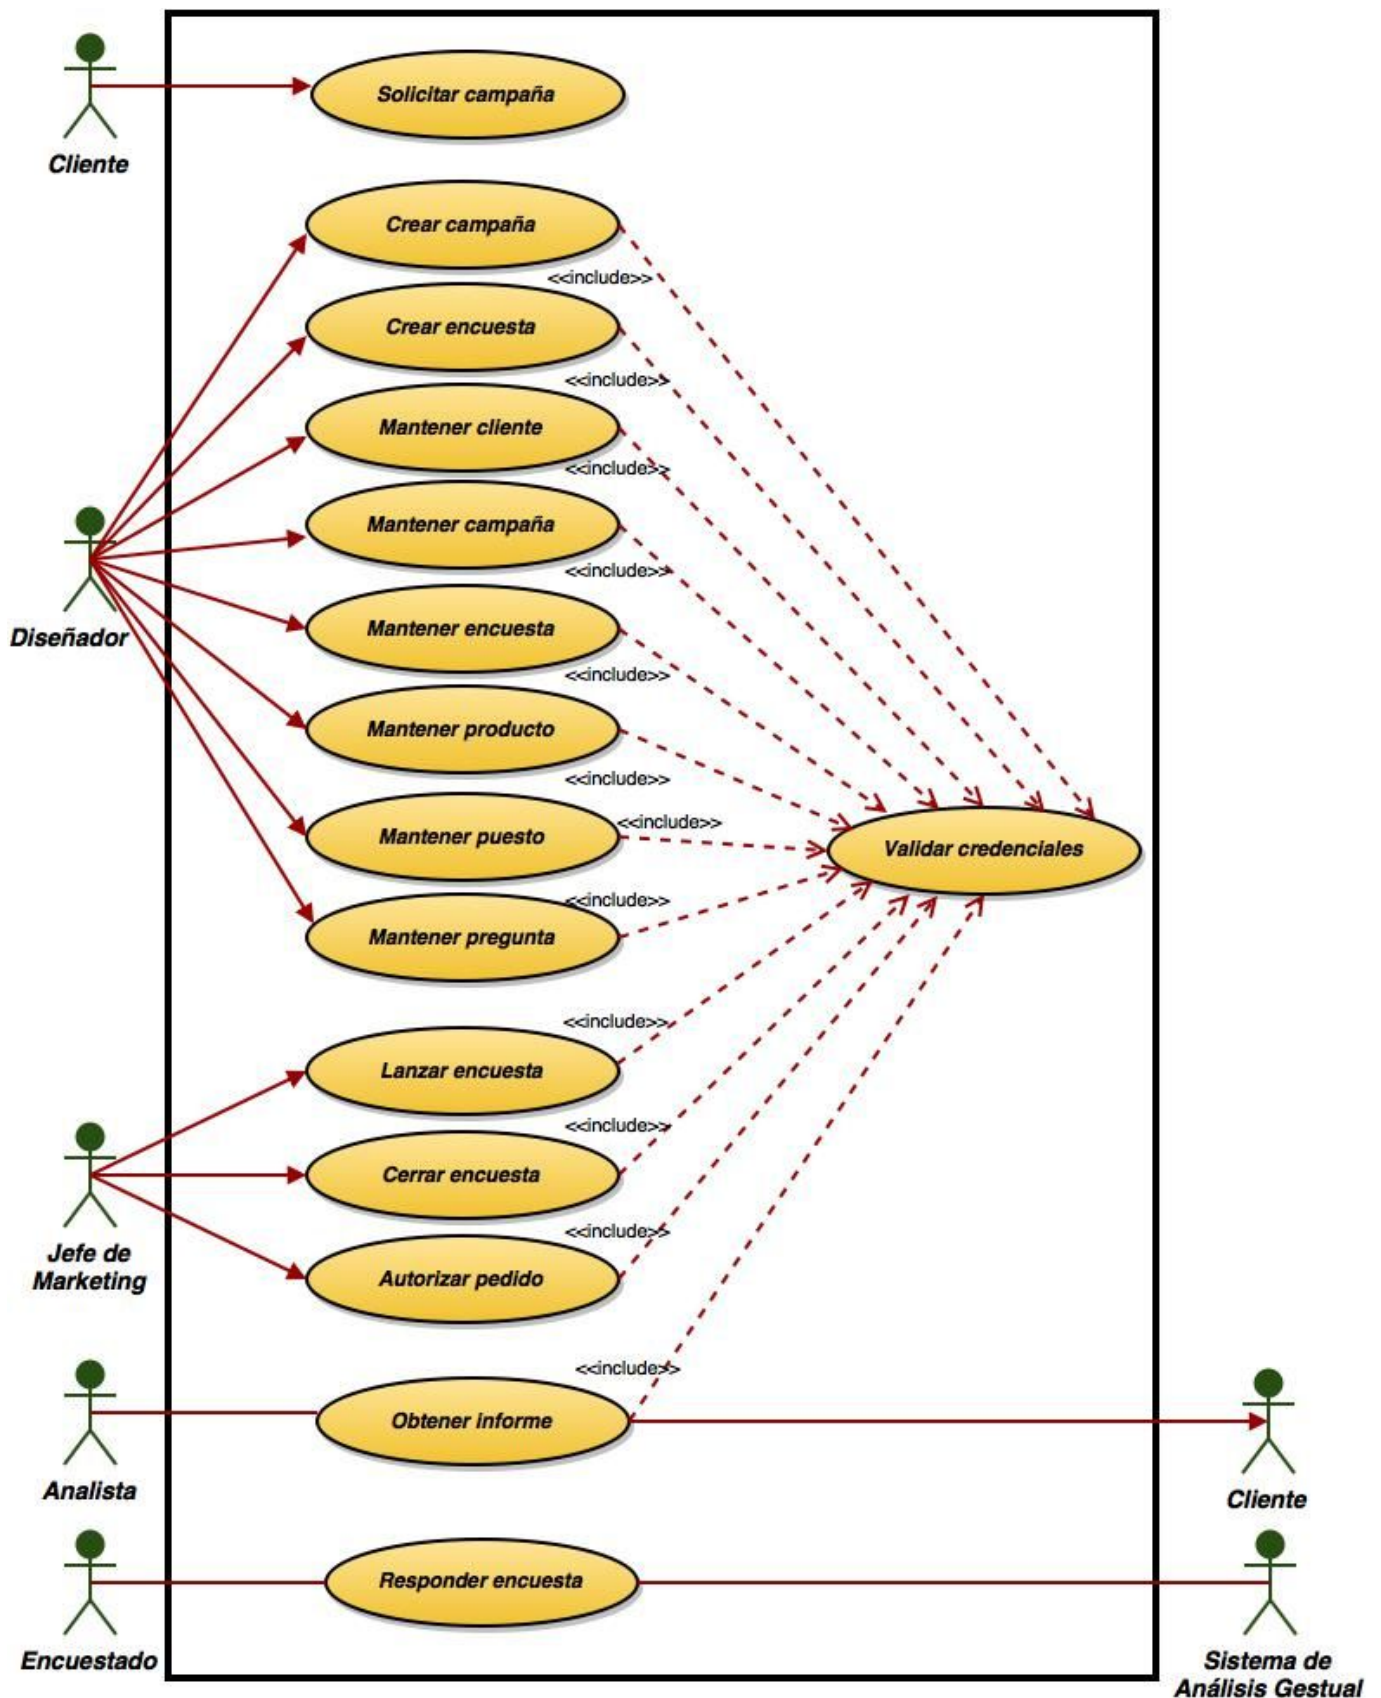 Solicitar campaña
Cliente
Crear campaña
<<include>>
Crear encuesta
<<include>>
Mantener cliente
<<include>>
Mantener campaña
<<include>>
Diseñador
Mantener encuesta
<<include>>
Mantener producto
<<include>>
<<include>>
Mantener puesto
Validar credenciales
<<include>>
Mantener pregunta
<<include>>
Lanzar encuesta
<<include>>
Cerrar encuesta
<<include>>
Jefe de
Marketing
Autorizar pedido
<<include>>
Obtener informe
Analista
Cliente
Responder encuesta
Encuestado
Sistema de
Análisis Gestual